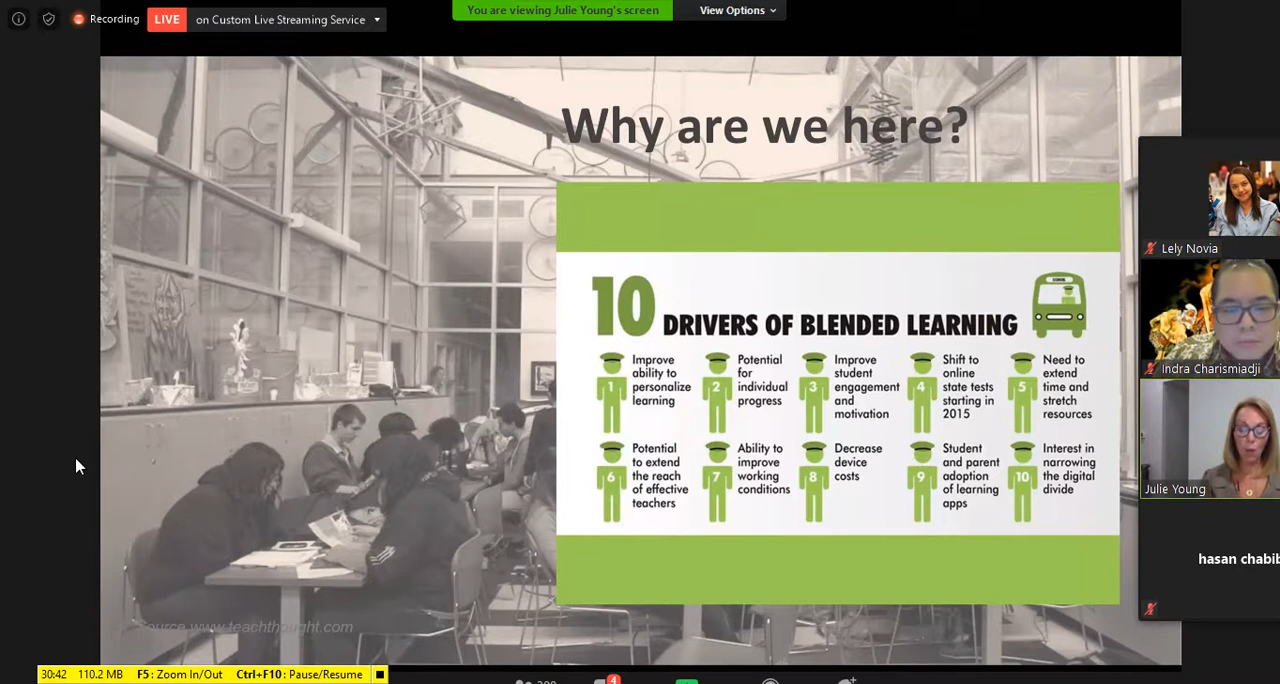 Recording
LIVE on Custom Live Streaming Service
You are viewing Julie Young's screen
View Options
Why are we here?
10 DRIVERS OF BLENDED LEARNING
1
Improve
ability to
personalize
learning
2
Potential
for
individual
progress
3
Improve
student
engagement
and
motivation
4
Shift to
online
state tests
starting in
2015
5
Need to
extend
time and
stretch
resources
6
Potential
to extend
the reach
of effective
teachers
7
Ability to
improve
working
conditions
8
Decrease
device
costs
9
Student
and parent
adoption
of learning
apps
10
Interest in
narrowing
the digital
divide
Source www.teachthought.com
Lely Novia
Indra Charismiadji
Julie Young
hasan chabib
30:42 110.2 MB F5: Zoom In/Out Ctrl+F10: Pause/Resume
4